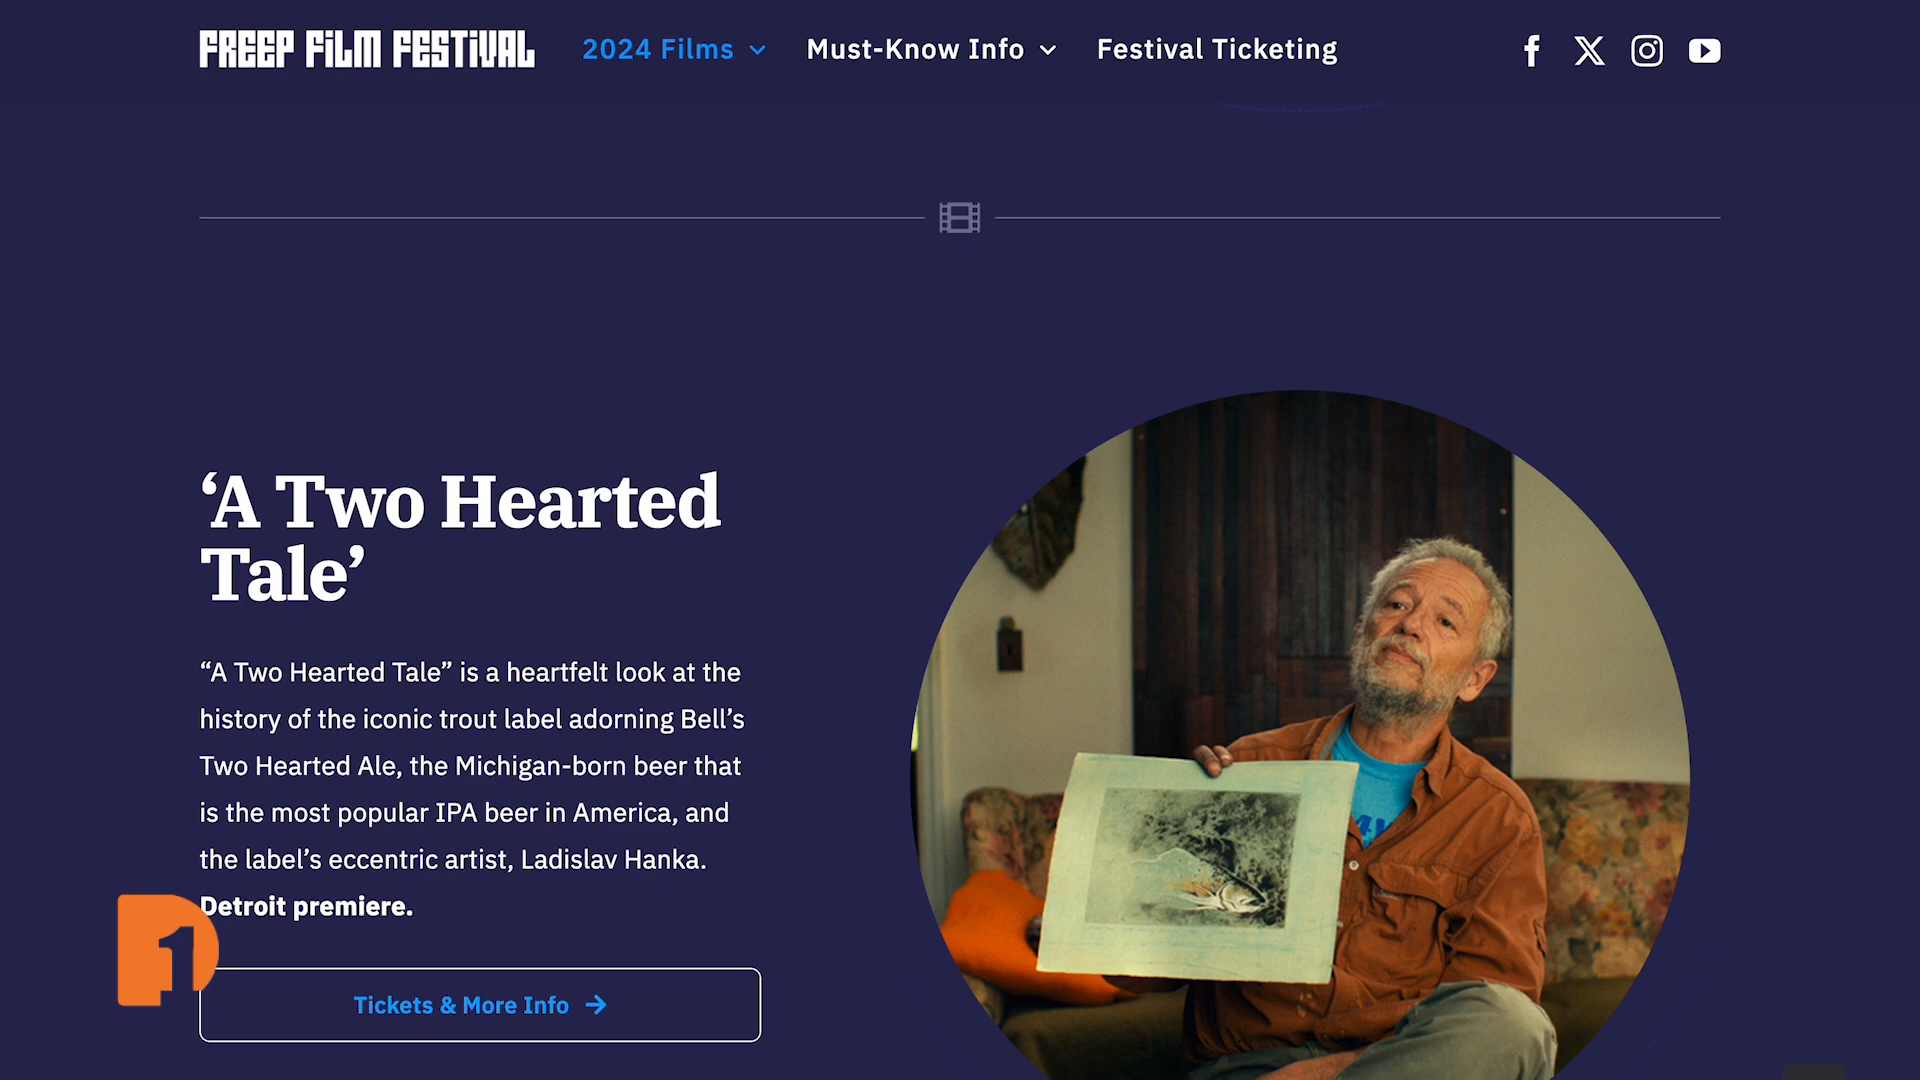 FREEP FILM FESTIVAL 2024 Films Must-Know Info Festival Ticketing
‘A Two Hearted
Tale’
“A Two Hearted Tale” is a heartfelt look at the
history of the iconic trout label adorning Bell’s
Two Hearted Ale, the Michigan-born beer that
is the most popular IPA beer in America, and
the label’s eccentric artist, Ladislav Hanka.
Detroit premiere.
1
Tickets & More Info